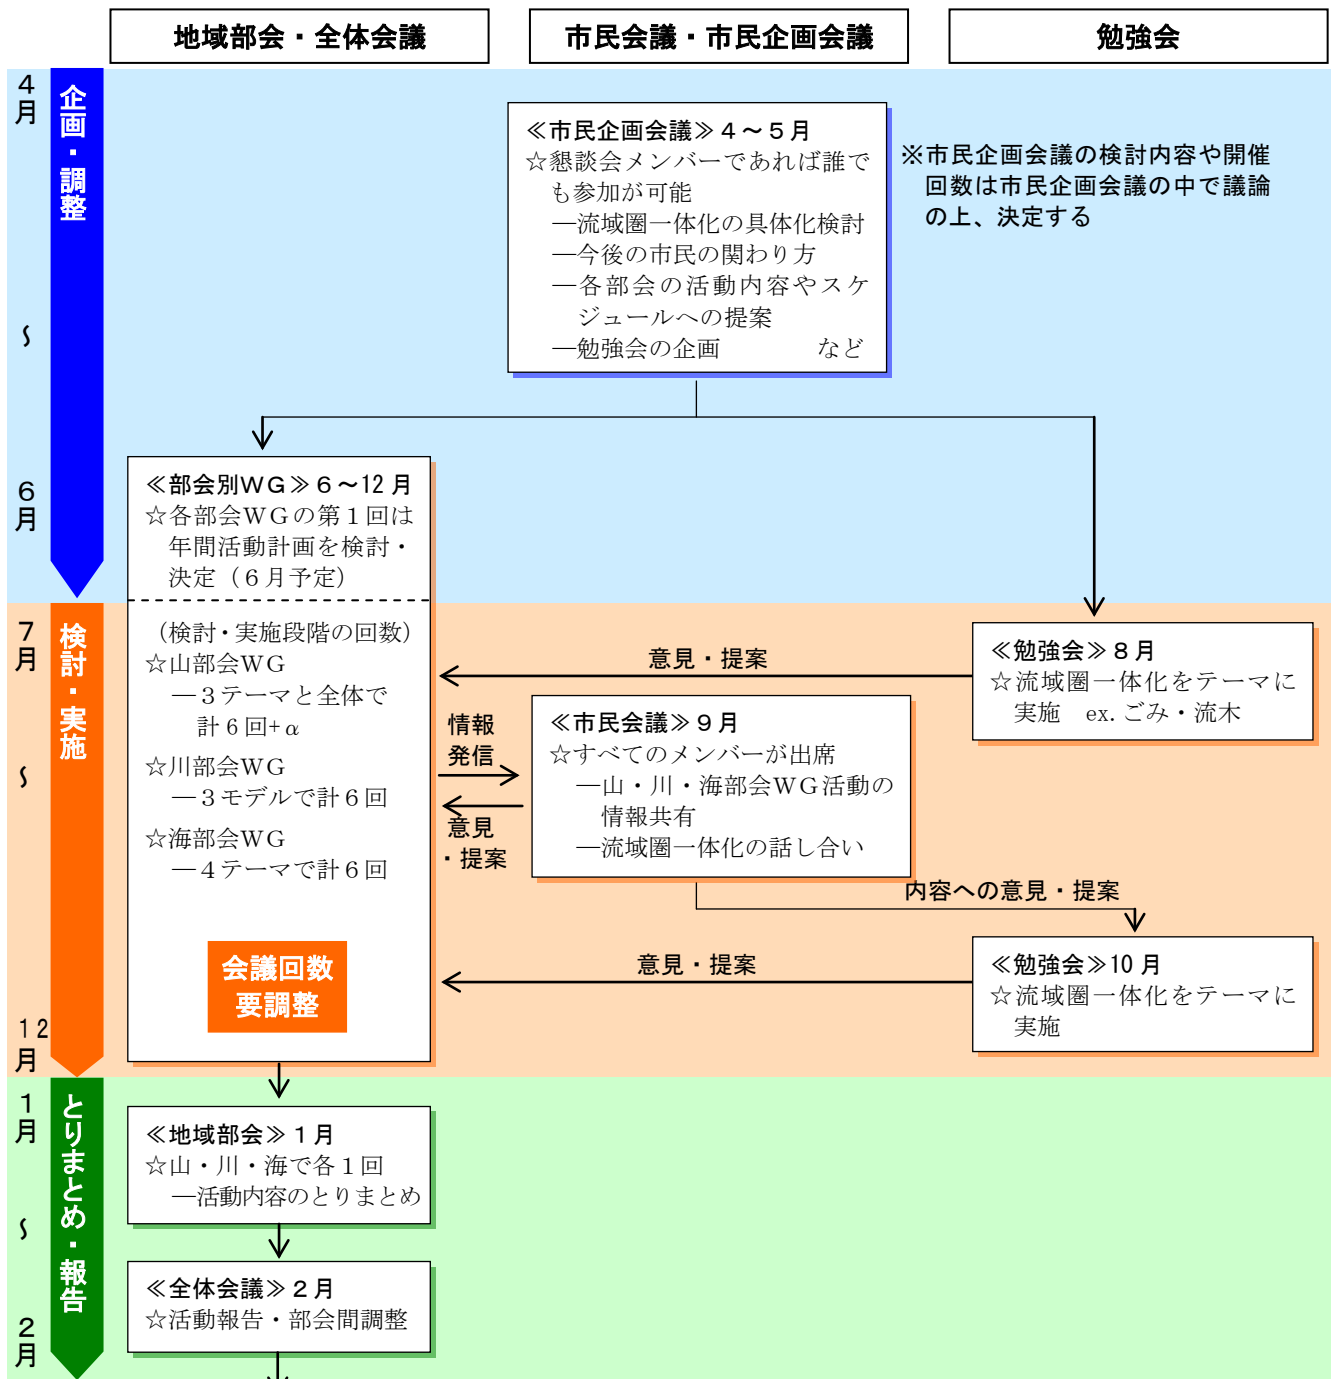 地域部会・全体会議
市民会議・市民企画会議
勉強会
4月
～
6月
企画・調整
≪市民企画会議≫４～５月
☆懇談会メンバーであれば誰で
も参加が可能
―流域圏一体化の具体化検討
―今後の市民の関わり方
―各部会の活動内容やスケ
ジュールへの提案
―勉強会の企画　　　　など
※市民企画会議の検討内容や開催
回数は市民企画会議の中で議論
の上、決定する
≪部会別ＷＧ≫６～12月
☆各部会ＷＧの第１回は
年間活動計画を検討・
決定（６月予定）
7月
～
12月
検討・実施
（検討・実施段階の回数）
☆山部会ＷＧ
―３テーマと全体で
計６回+α
☆川部会ＷＧ
―３モデルで計６回
☆海部会ＷＧ
―４テーマで計６回
会議回数
要調整
意見・提案
≪勉強会≫８月
☆流域圏一体化をテーマに
実施　ex.ごみ・流木
情報
発信
意見
・提案
≪市民会議≫９月
☆すべてのメンバーが出席
―山・川・海部会ＷＧ活動の
情報共有
―流域圏一体化の話し合い
内容への意見・提案
意見・提案
≪勉強会≫10月
☆流域圏一体化をテーマに
実施
1月
～
2月
とりまとめ・報告
≪地域部会≫１月
☆山・川・海で各１回
―活動内容のとりまとめ
≪全体会議≫２月
☆活動報告・部会間調整